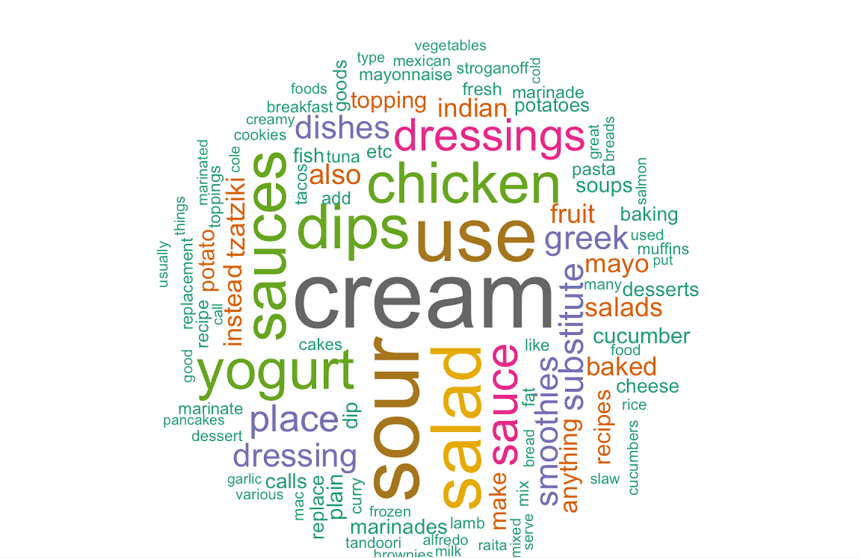 vegetables
type
mexican
stroganoff
cold
mayonnaise
goods
foods
fresh
marinade
breakfast
topping
indian
potatoes
creamy
dishes
dressings
great
breads
cookies
cole
fish
tuna
etc
pasta
salmon
marinated
sauces
tacos
also
chicken
soups
toppings
tzatziki
add
things
dips
use
fruit
baking
greek
used
muffins
usually
replacement
potato
instead
cream
mayo
put
many
desserts
recipe
call
substitute
salads
sour
salad
sauce
cakes
like
cucumber
food
good
yogurt
smoothies
baked
cheese
marinate
place
dip
fat
rice
pancakes
dessert
dressing
bread
anything
recipes
cucumbers
garlic
calls
plain
curry
make
mix
slaw
various
mac
replace
frozen
marinades
lamb
mixed
serve
tandoori
alfredo
raita
brownies
milk